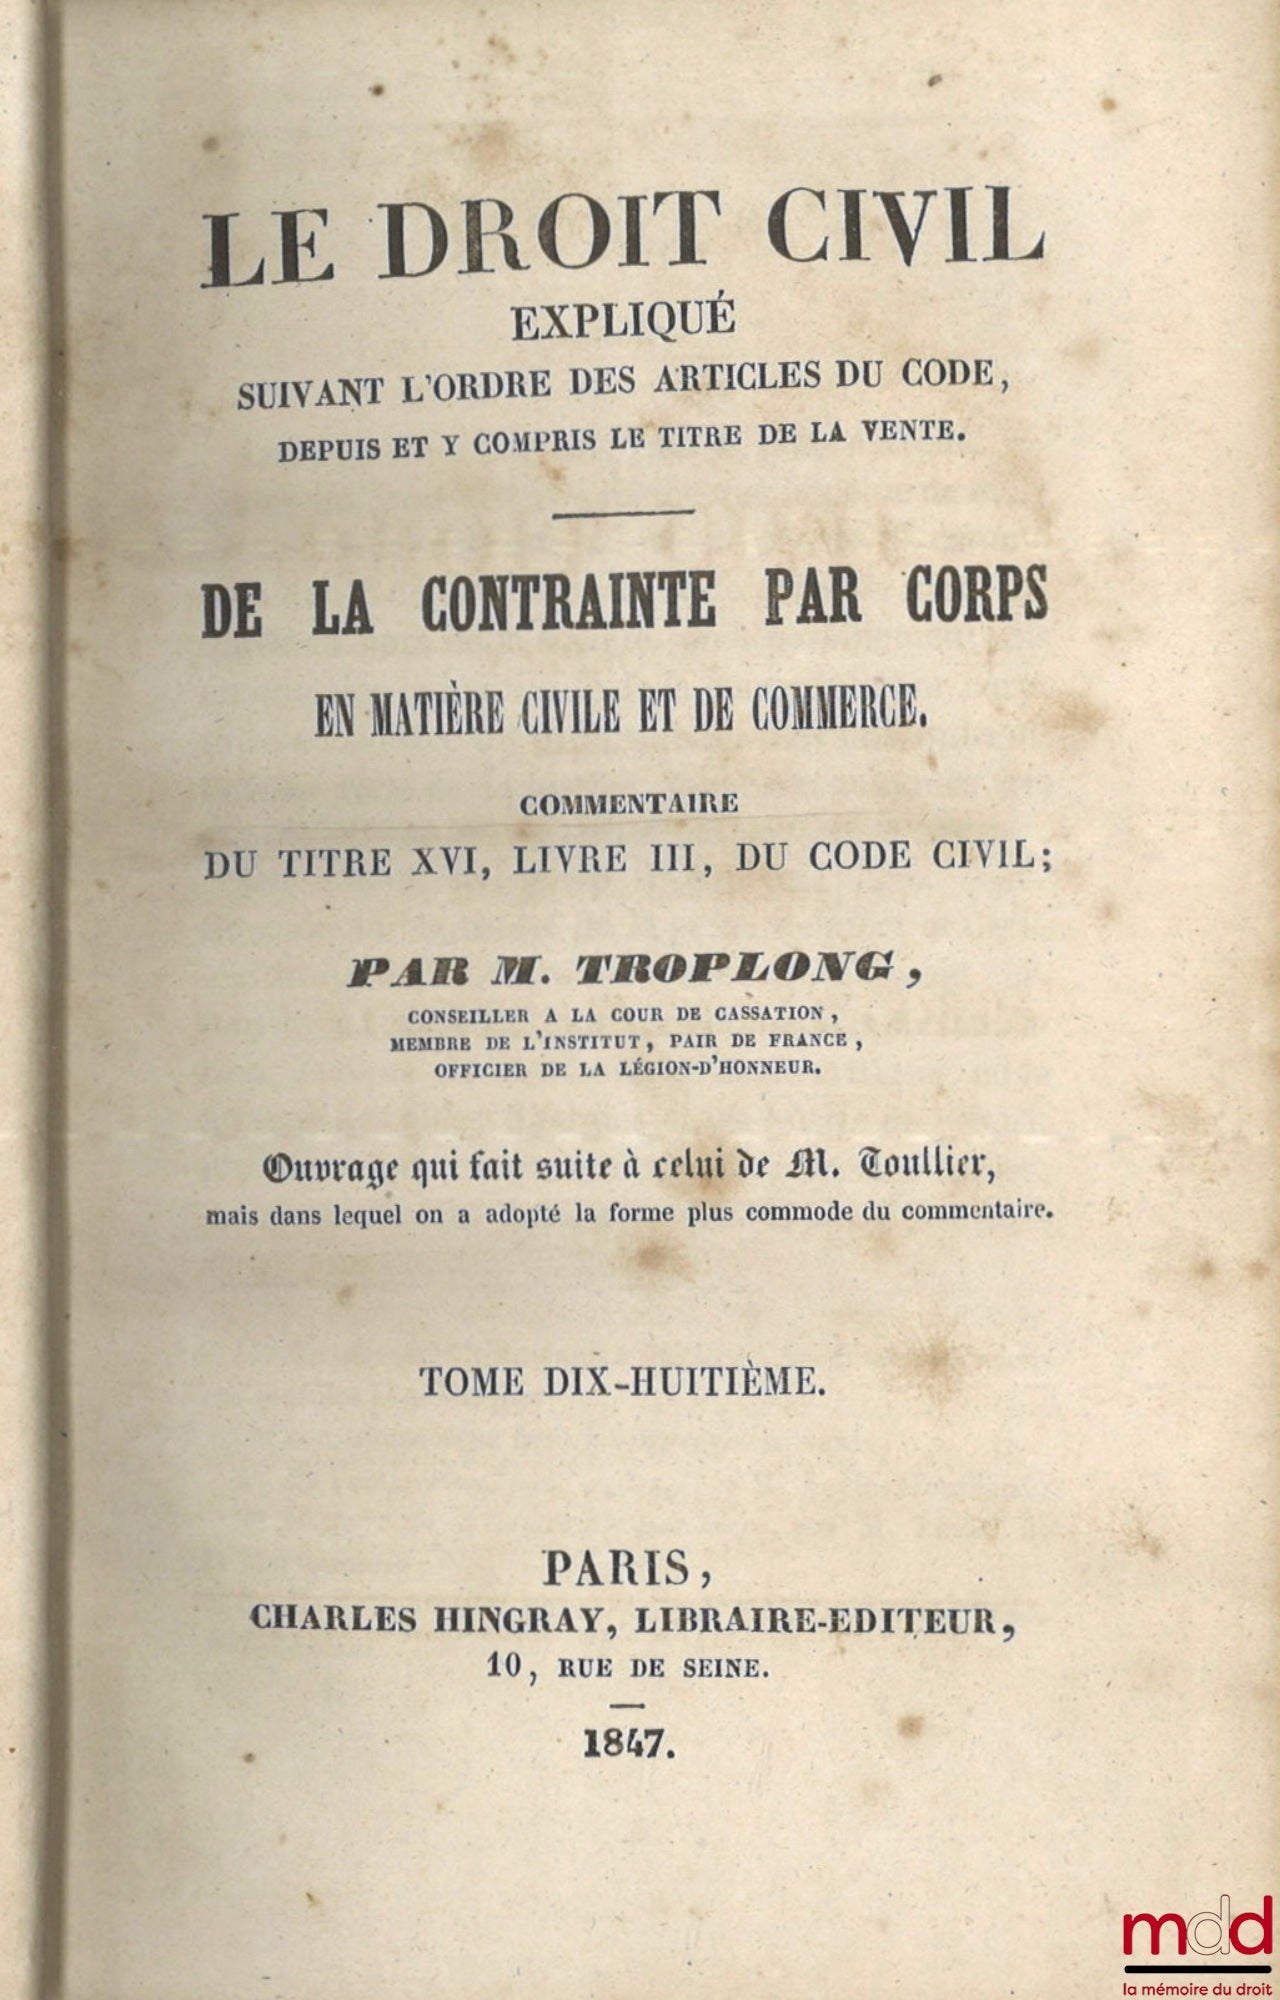 LE DROIT CIVIL
EXPLIQUÉ
SUIVANT L'ORDRE DES ARTICLES DU CODE,
DEPUIS ET Y COMPRIS LE TITRE DE LA VENTE.
DE LA CONTRAINTE PAR CORPS
EN MATIÈRE CIVILE ET DE COMMERCE.
COMMENTAIRE
DU TITRE XVI, LIVRE III, DU CODE CIVIL;
PAR M. TROPLONG,
CONSEILLER A LA COUR DE CASSATION,
MEMBRE DE L'INSTITUT, PAIR DE FRANCE,
OFFICIER DE LA LÉGION-D'HONNEUR.
Ouvrage qui fait suite à celui de M. Toullier,
mais dans lequel on a adopté la forme plus commode du commentaire.
TOME DIX-HUITIÈME.
PARIS,
CHARLES HINGRAY, LIBRAIRE-EDITEUR,
10, RUE DE SEINE.
1847.
mdd
la mémoire du droit